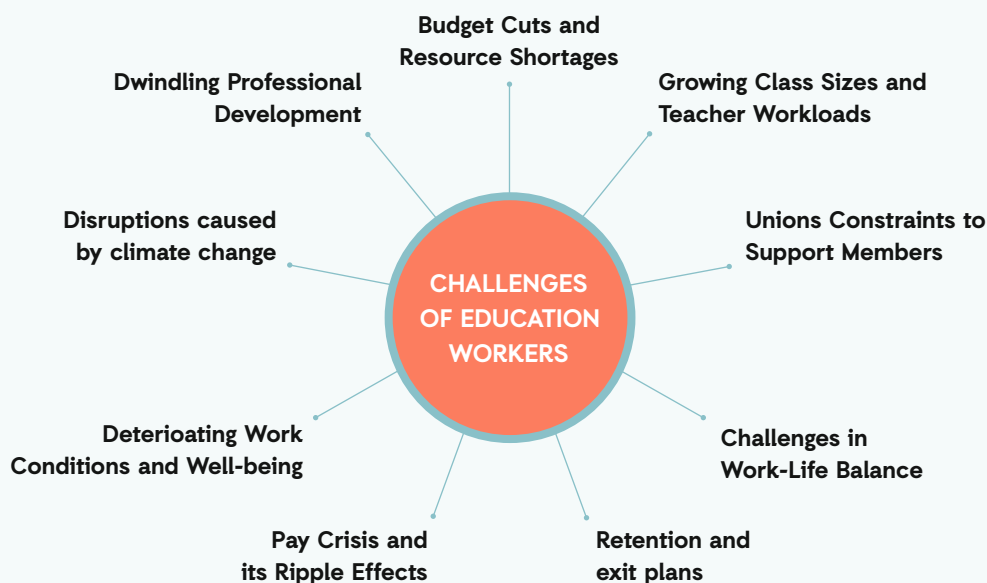 Budget Cuts and
Resource Shortages
Growing Class Sizes and
Teacher Workloads
Unions Constraints to
Support Members
Challenges in
Work-Life Balance
Retention and
exit plans
Pay Crisis and
its Ripple Effects
Deterioating Work
Conditions and Well-being
Disruptions caused
by climate change
Dwindling Professional
Development
CHALLENGES
OF EDUCATION
WORKERS